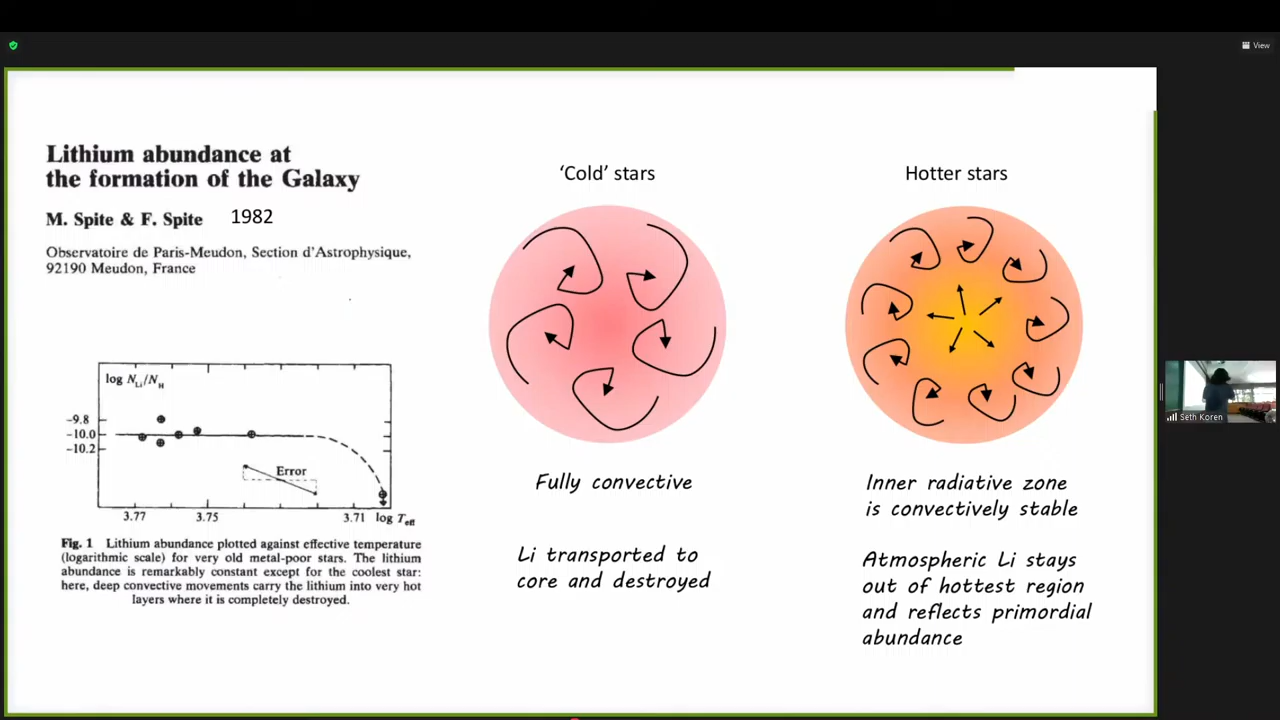 View
Lithium abundance at
the formation of the Galaxy
M. Spite & F. Spite 1982
Observatoire de Paris-Meudon, Section d'Astrophysique,
92190 Meudon, France
log N_Li/N_H
-9.8
-10.0
-10.2
Error
3.77 3.75 3.71 log T_eff
Fig. 1 Lithium abundance plotted against effective temperature
(logarithmic scale) for very old metal-poor stars. The lithium
abundance is remarkably constant except for the coolest star:
here, deep convective movements carry the lithium into very hot
layers where it is completely destroyed.
'Cold' stars
Fully convective
Li transported to
core and destroyed
Hotter stars
Inner radiative zone
is convectively stable
Atmospheric Li stays
out of hottest region
and reflects primordial
abundance
Seth Koren